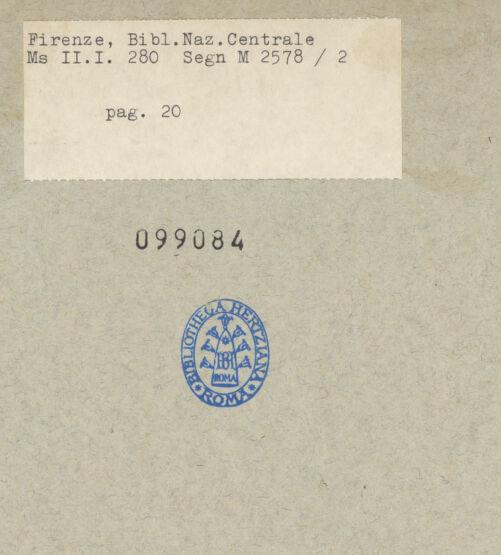 Firenze, Bibl.Naz.Centrale
Ms II.I. 280 Segn M 2578 / 2
pag. 20
099084
BIBLIOTHECA HERTZIANA
BH
ROMA
* ROMA *